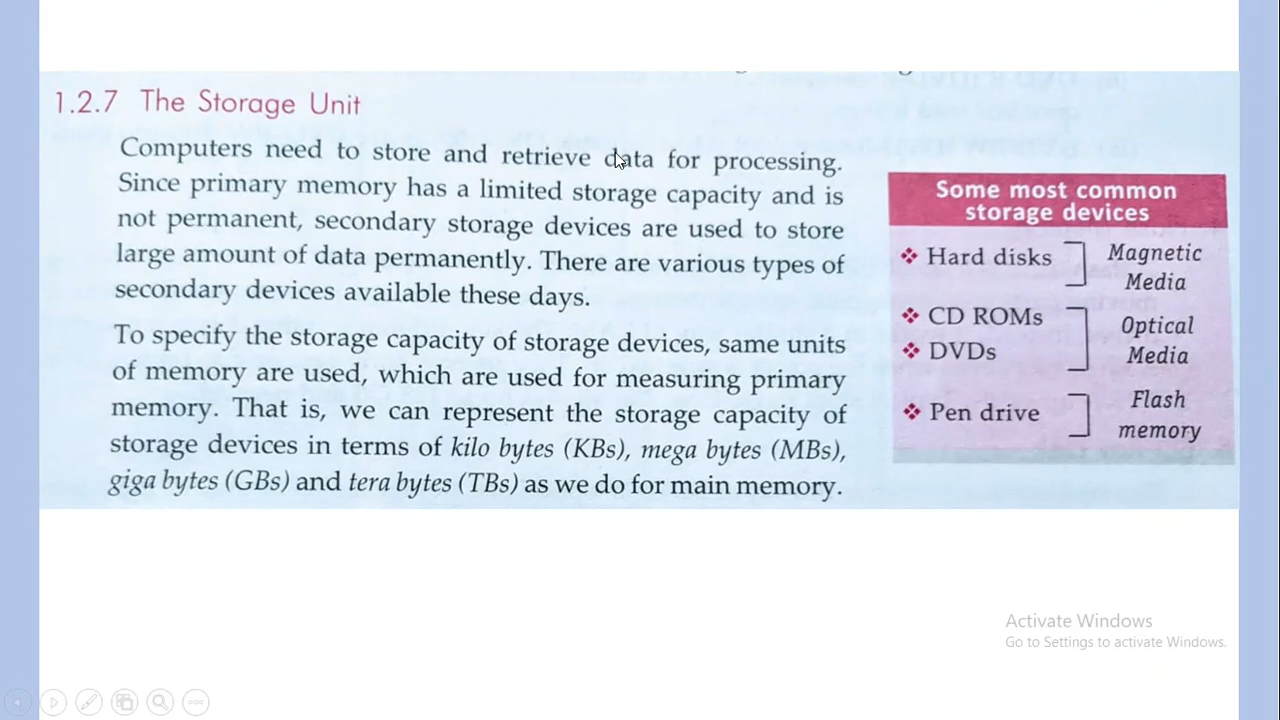 1.2.7 The Storage Unit
Computers need to store and retrieve data for processing.
Since primary memory has a limited storage capacity and is
not permanent, secondary storage devices are used to store
large amount of data permanently. There are various types of
secondary devices available these days.
To specify the storage capacity of storage devices, same units
of memory are used, which are used for measuring primary
memory. That is, we can represent the storage capacity of
storage devices in terms of kilo bytes (KBs), mega bytes (MBs),
giga bytes (GBs) and tera bytes (TBs) as we do for main memory.
Some most common
storage devices
❖ Hard disks
Magnetic
Media
❖ CD ROMs
❖ DVDs
Optical
Media
❖ Pen drive
Flash
memory
Activate Windows
Go to Settings to activate Windows.